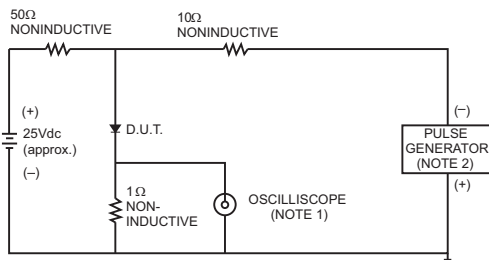 50Ω
NONINDUCTIVE
10Ω
NONINDUCTIVE
(+)
25Vdc
(approx.)
(–)
D.U.T.
1Ω
NON-
INDUCTIVE
OSCILLISCOPE
(NOTE 1)
(–)
PULSE
GENERATOR
(NOTE 2)
(+)